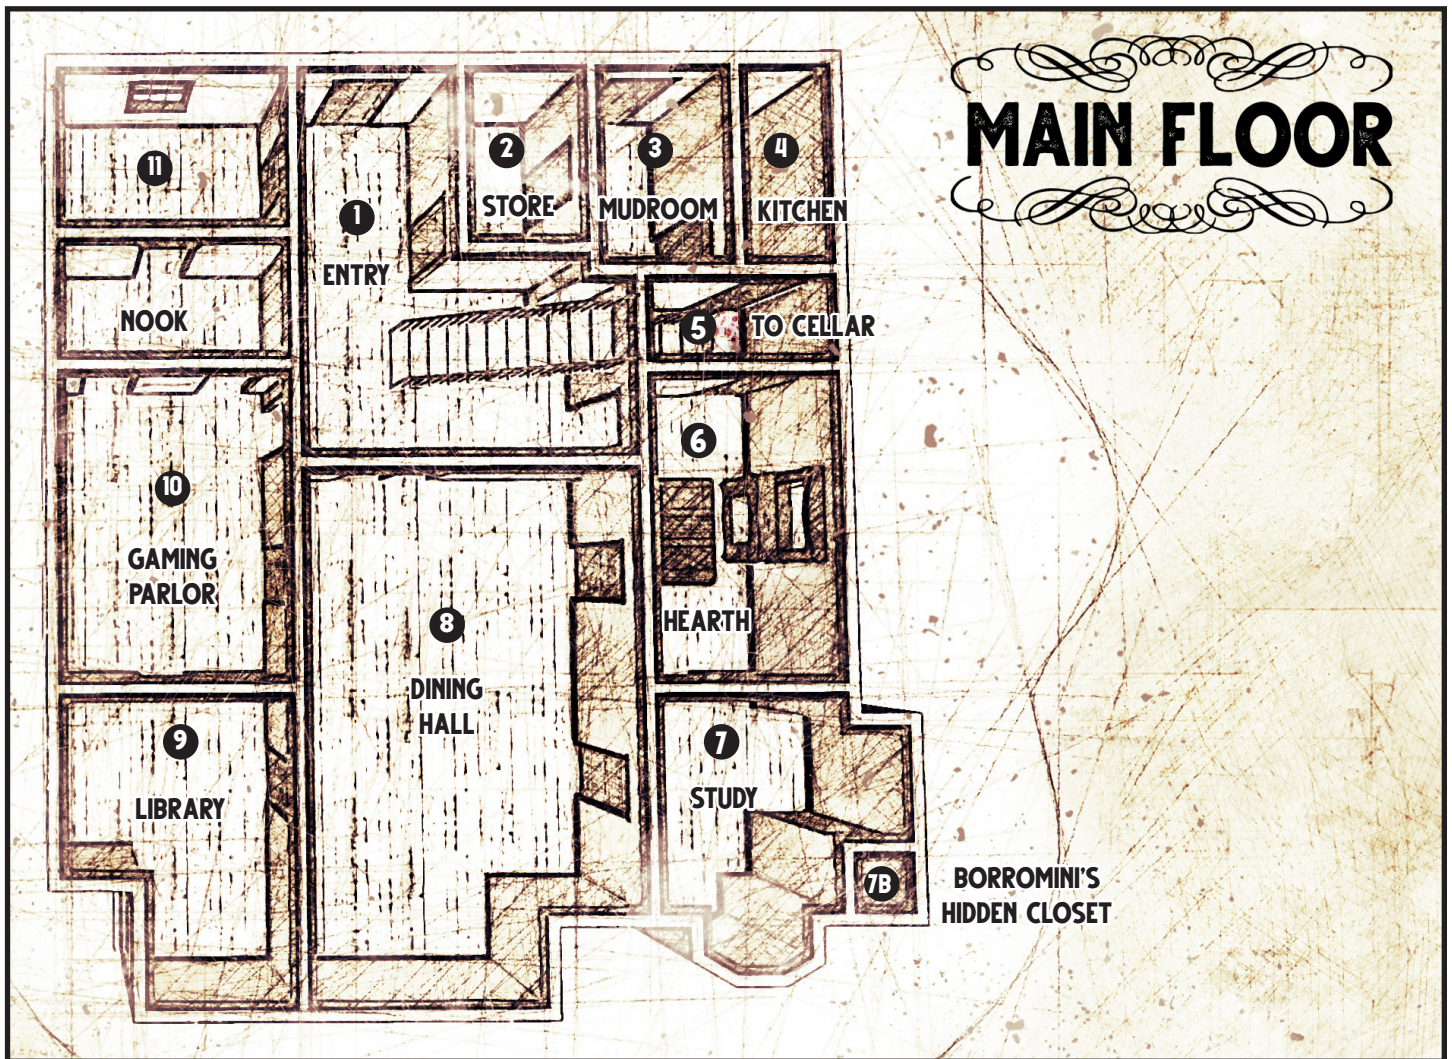 MAIN FLOOR
11
1
ENTRY
2
STORE
3
MUDROOM
4
KITCHEN
NOOK
5 TO CELLAR
6
HEARTH
10
GAMING
PARLOR
8
DINING
HALL
9
LIBRARY
7
STUDY
7B
BORROMINI'S
HIDDEN CLOSET